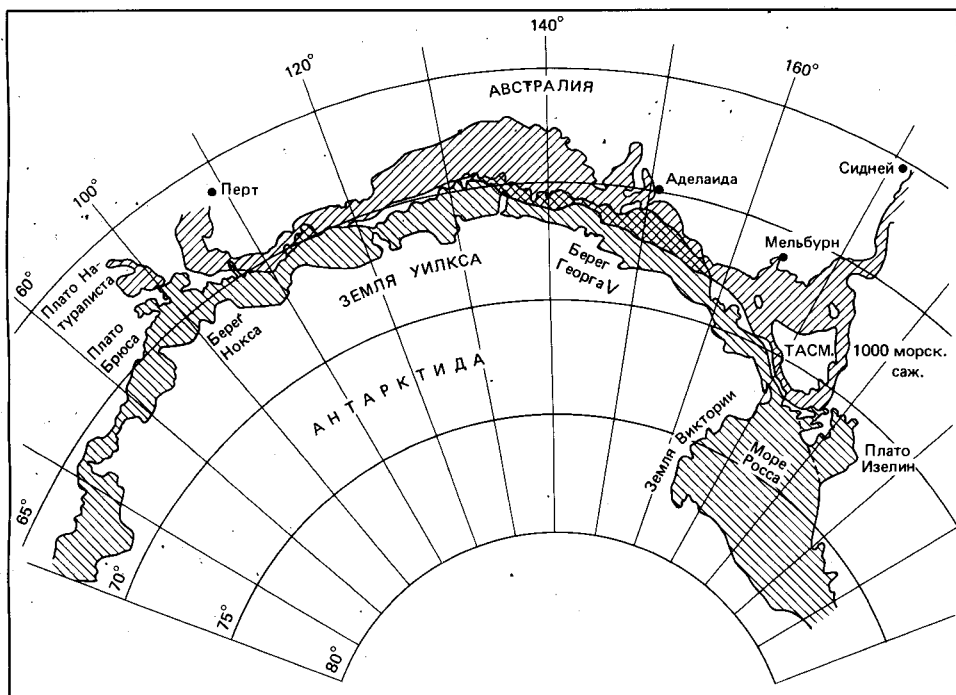 140°
120°
160°
АВСТРАЛИЯ
100°
Перт
Аделаида
Сидней
60°
Плато На-
туралиста
Мельбурн
Плато
Брюса
Берег
Нокса
ЗЕМЛЯ УИЛКСА
Берег
Георга V
ТАСМ.
1000 морск.
саж.
АНТАРКТИДА
Земля Виктории
Море
Росса
Плато
Изелин
65°
70°
75°
80°